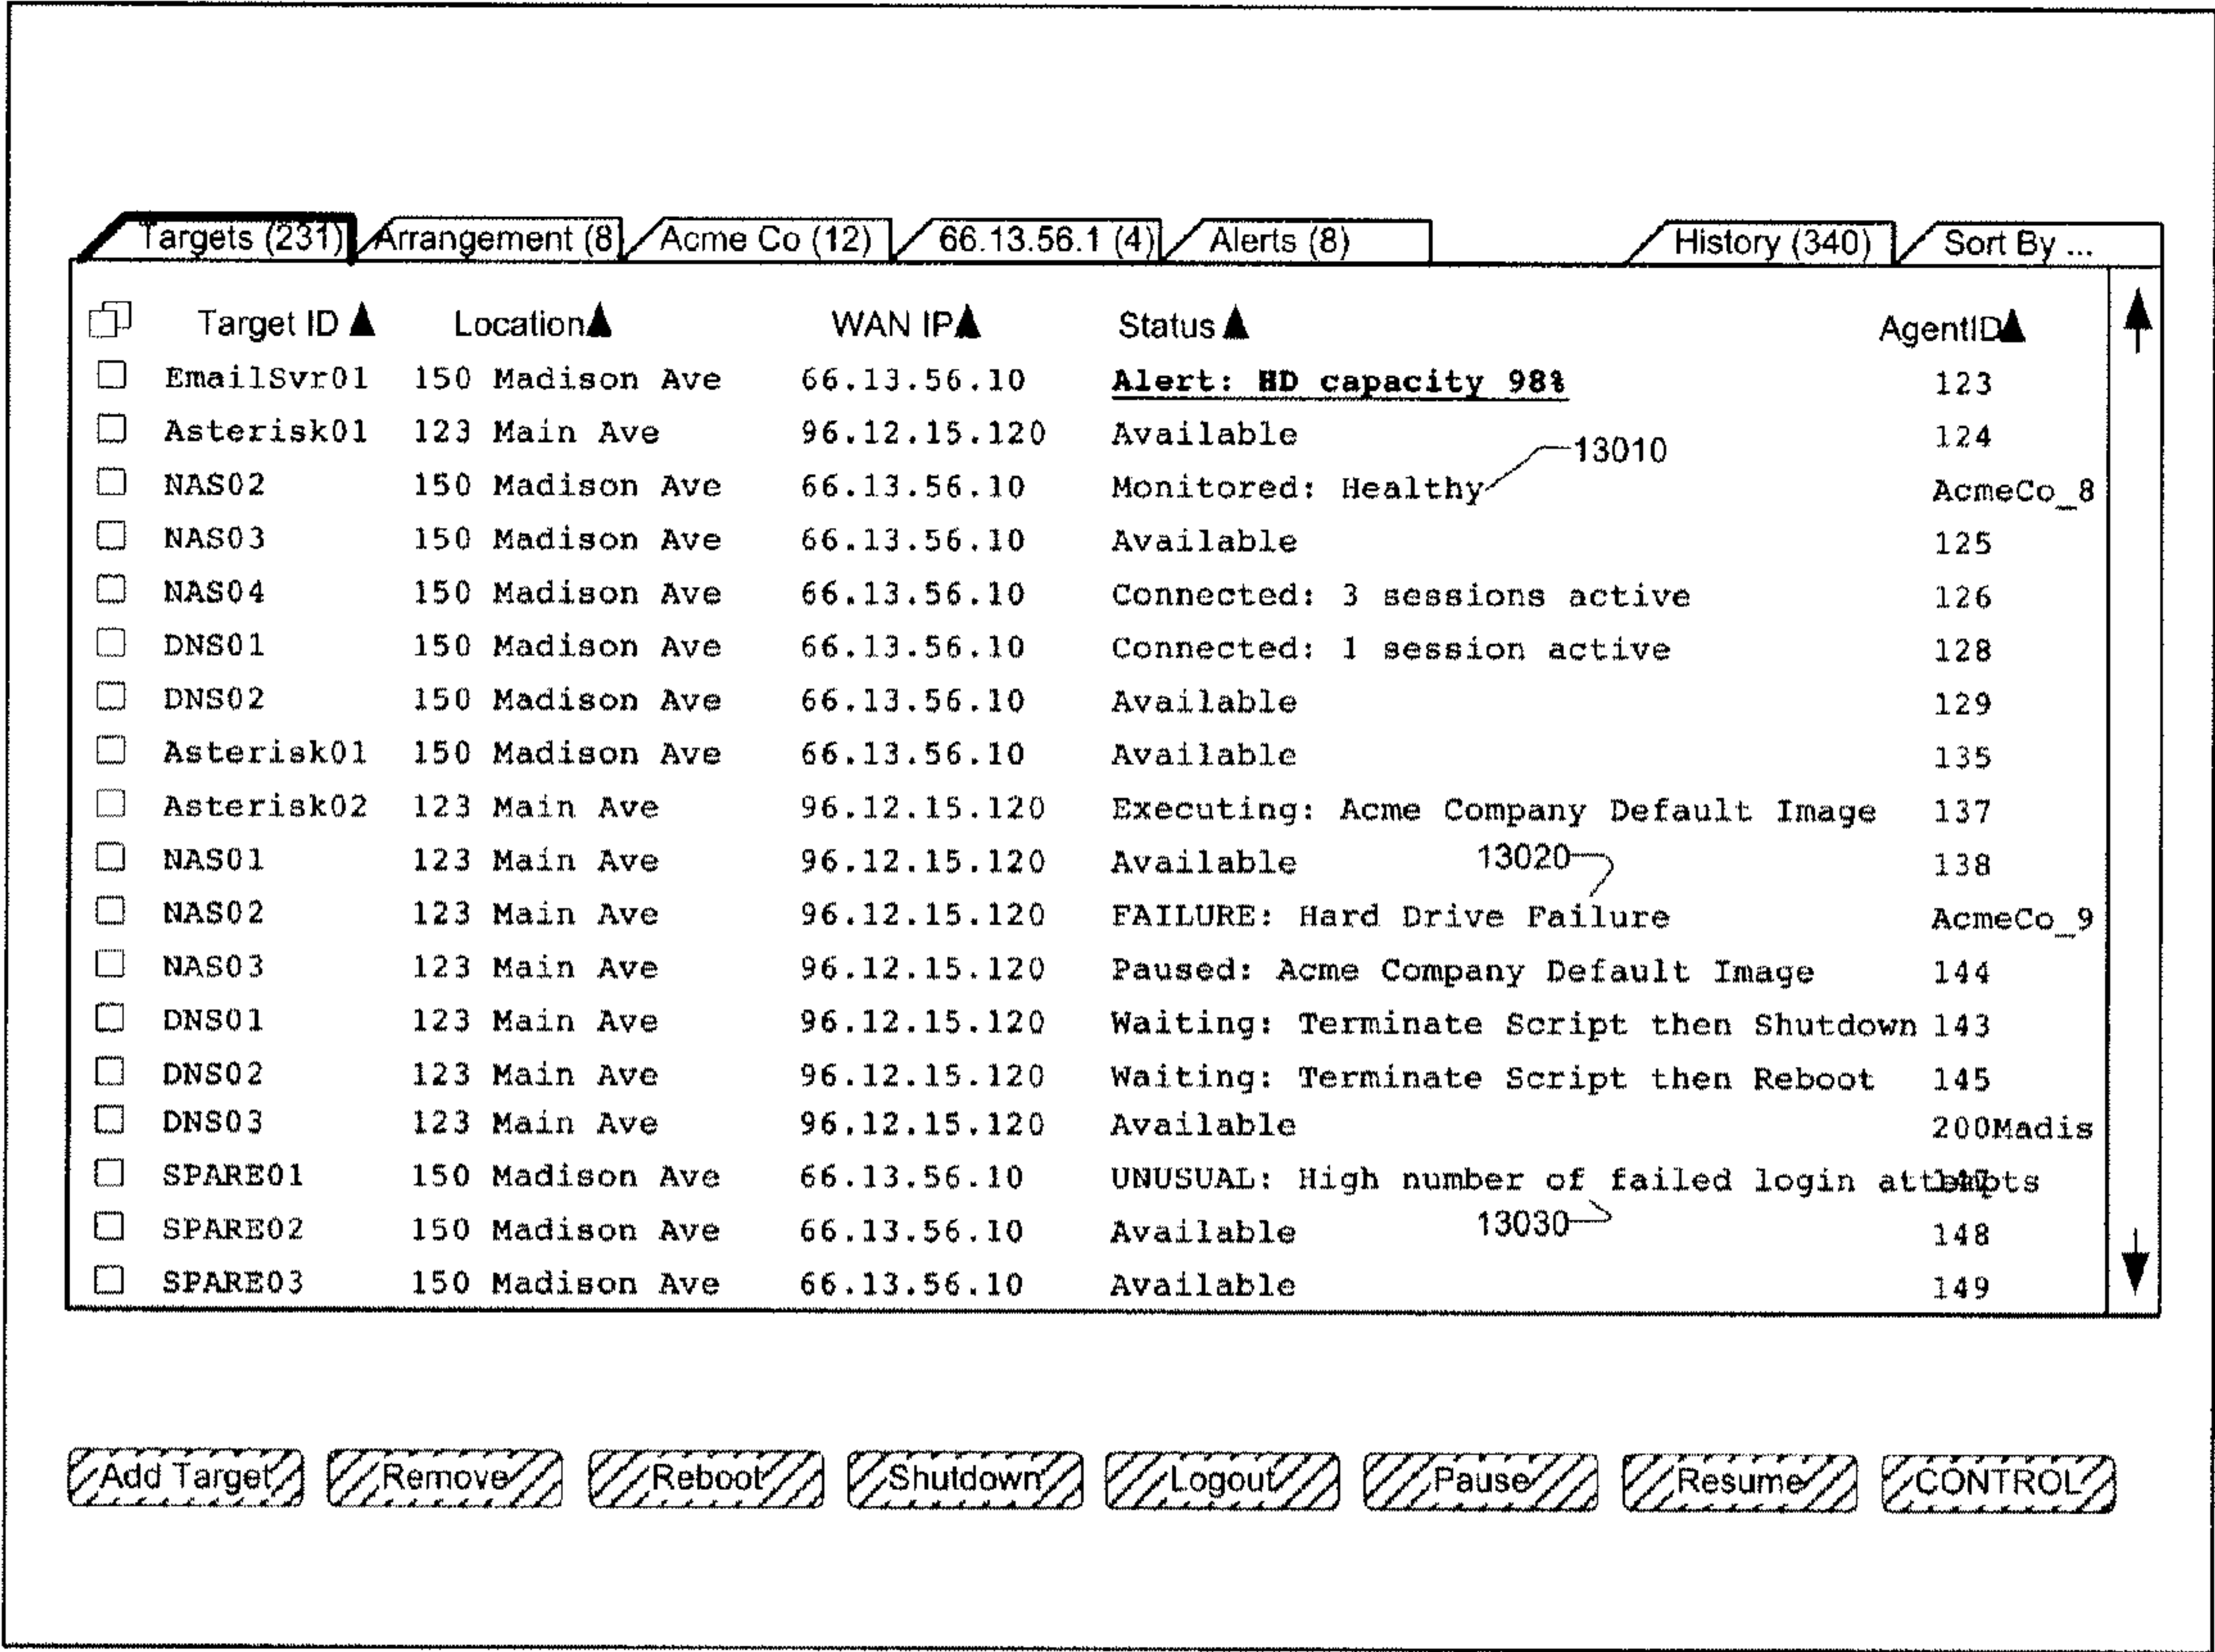 Targets (231) Arrangement (8) Acme Co (12) 66.13.56.1 (4) Alerts (8) History (340) Sort By ...
Target ID ▲ Location▲ WAN IP▲ Status ▲ AgentID▲
EmailSvr01 150 Madison Ave 66.13.56.10 Alert: HD capacity 98% 123
Asterisk01 123 Main Ave 96.12.15.120 Available 124
13010
NAS02 150 Madison Ave 66.13.56.10 Monitored: Healthy AcmeCo_8
NAS03 150 Madison Ave 66.13.56.10 Available 125
NAS04 150 Madison Ave 66.13.56.10 Connected: 3 sessions active 126
DNS01 150 Madison Ave 66.13.56.10 Connected: 1 session active 128
DNS02 150 Madison Ave 66.13.56.10 Available 129
Asterisk01 150 Madison Ave 66.13.56.10 Available 135
Asterisk02 123 Main Ave 96.12.15.120 Executing: Acme Company Default Image 137
NAS01 123 Main Ave 96.12.15.120 Available 13020 138
NAS02 123 Main Ave 96.12.15.120 FAILURE: Hard Drive Failure AcmeCo_9
NAS03 123 Main Ave 96.12.15.120 Paused: Acme Company Default Image 144
DNS01 123 Main Ave 96.12.15.120 Waiting: Terminate Script then Shutdown 143
DNS02 123 Main Ave 96.12.15.120 Waiting: Terminate Script then Reboot 145
DNS03 123 Main Ave 96.12.15.120 Available 200Madis
SPARE01 150 Madison Ave 66.13.56.10 UNUSUAL: High number of failed login attempts
SPARE02 150 Madison Ave 66.13.56.10 Available 13030 148
SPARE03 150 Madison Ave 66.13.56.10 Available 149
Add Target Remove Reboot Shutdown Logout Pause Resume CONTROL